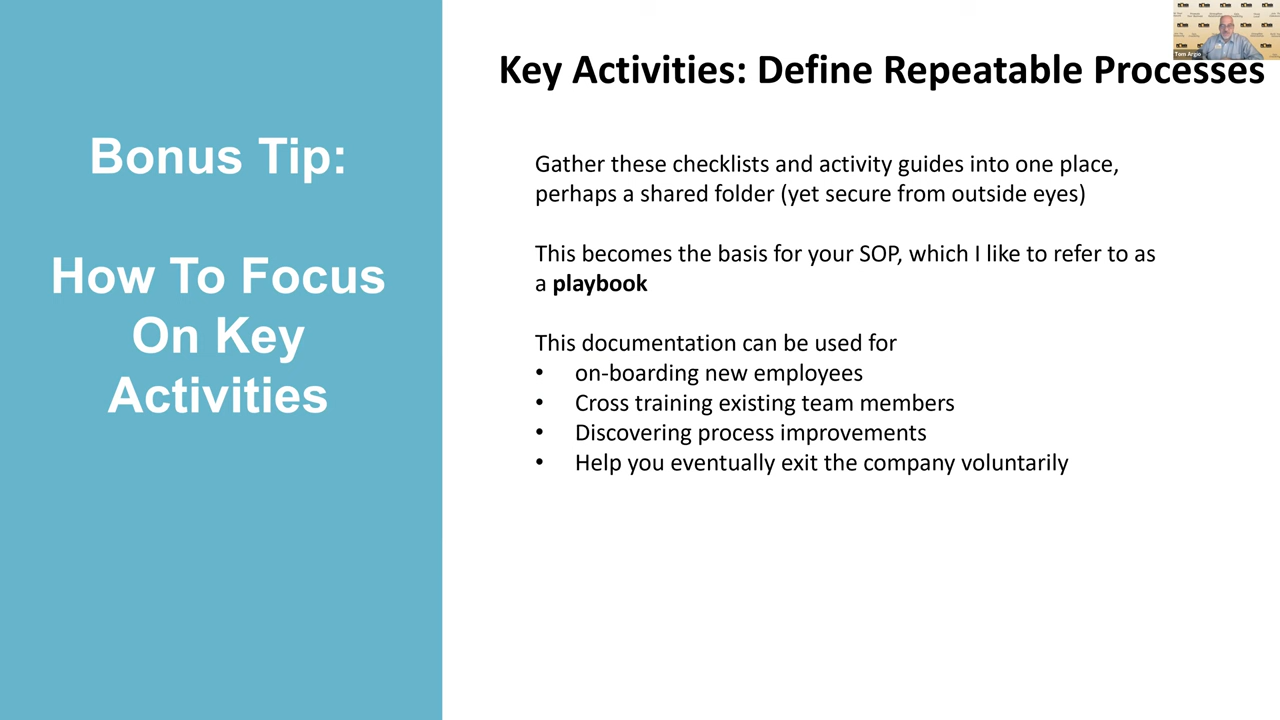 Bonus Tip:
How To Focus
On Key
Activities
Key Activities: Define Repeatable Processes
Gather these checklists and activity guides into one place,
perhaps a shared folder (yet secure from outside eyes)
This becomes the basis for your SOP, which I like to refer to as
a playbook
This documentation can be used for
• on-boarding new employees
• Cross training existing team members
• Discovering process improvements
• Help you eventually exit the company voluntarily
Tom Argio